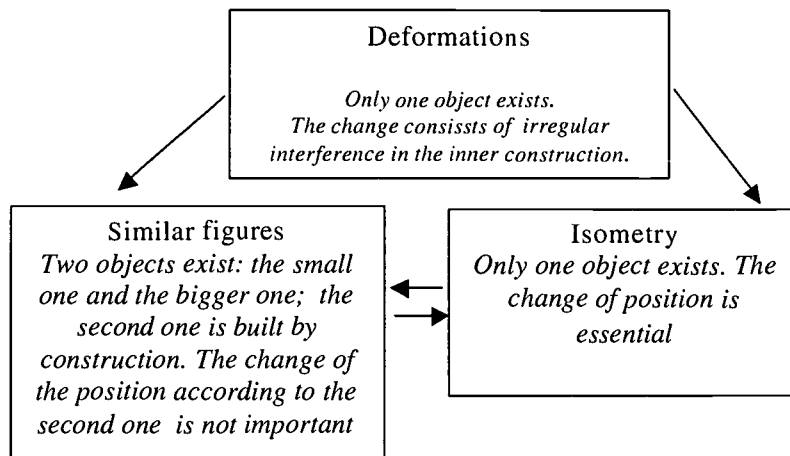 Deformations
Only one object exists.
The change consissts of irregular
interference in the inner construction.
Similar figures
Two objects exist: the small
one and the bigger one; the
second one is built by
construction. The change of
the position according to the
second one is not important
Isometry
Only one object exists. The
change of position is
essential